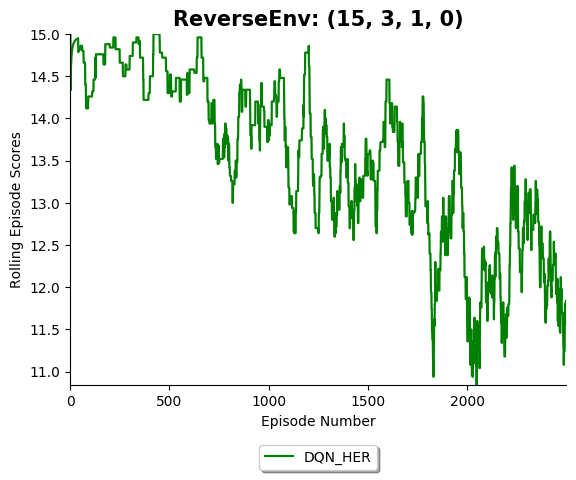 ReverseEnv: (15, 3, 1, 0)
Rolling Episode Scores
15.0
14.5
14.0
13.5
13.0
12.5
12.0
11.5
11.0
0 500 1000 1500 2000
Episode Number
DQN_HER